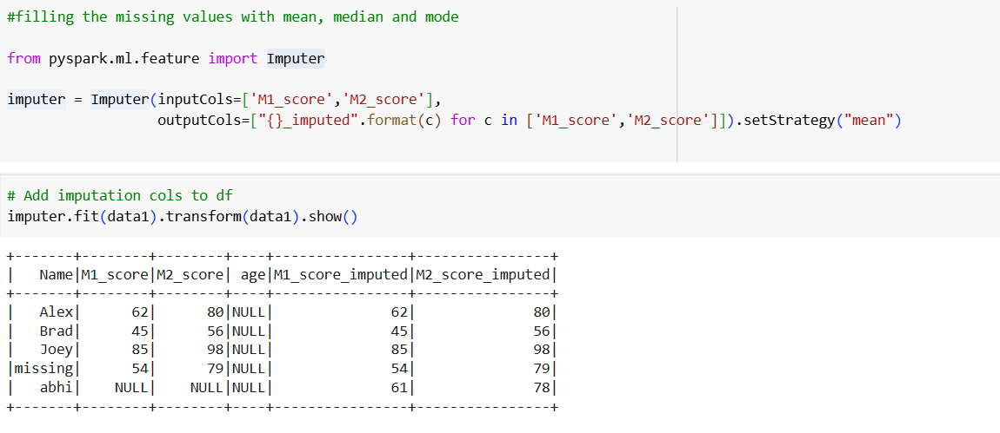 #filling the missing values with mean, median and mode
from pyspark.ml.feature import Imputer
imputer = Imputer(inputCols=['M1_score','M2_score'],
                  outputCols=["{}_imputed".format(c) for c in ['M1_score','M2_score']]).setStrategy("mean")
# Add imputation cols to df
imputer.fit(data1).transform(data1).show()
+-------+--------+--------+----+----------------+----------------+
|   Name|M1_score|M2_score| age|M1_score_imputed|M2_score_imputed|
+-------+--------+--------+----+----------------+----------------+
|   Alex|      62|      80|NULL|              62|              80|
|   Brad|      45|      56|NULL|              45|              56|
|   Joey|      85|      98|NULL|              85|              98|
|missing|      54|      79|NULL|              54|              79|
|   abhi|    NULL|    NULL|NULL|              61|              78|
+-------+--------+--------+----+----------------+----------------+